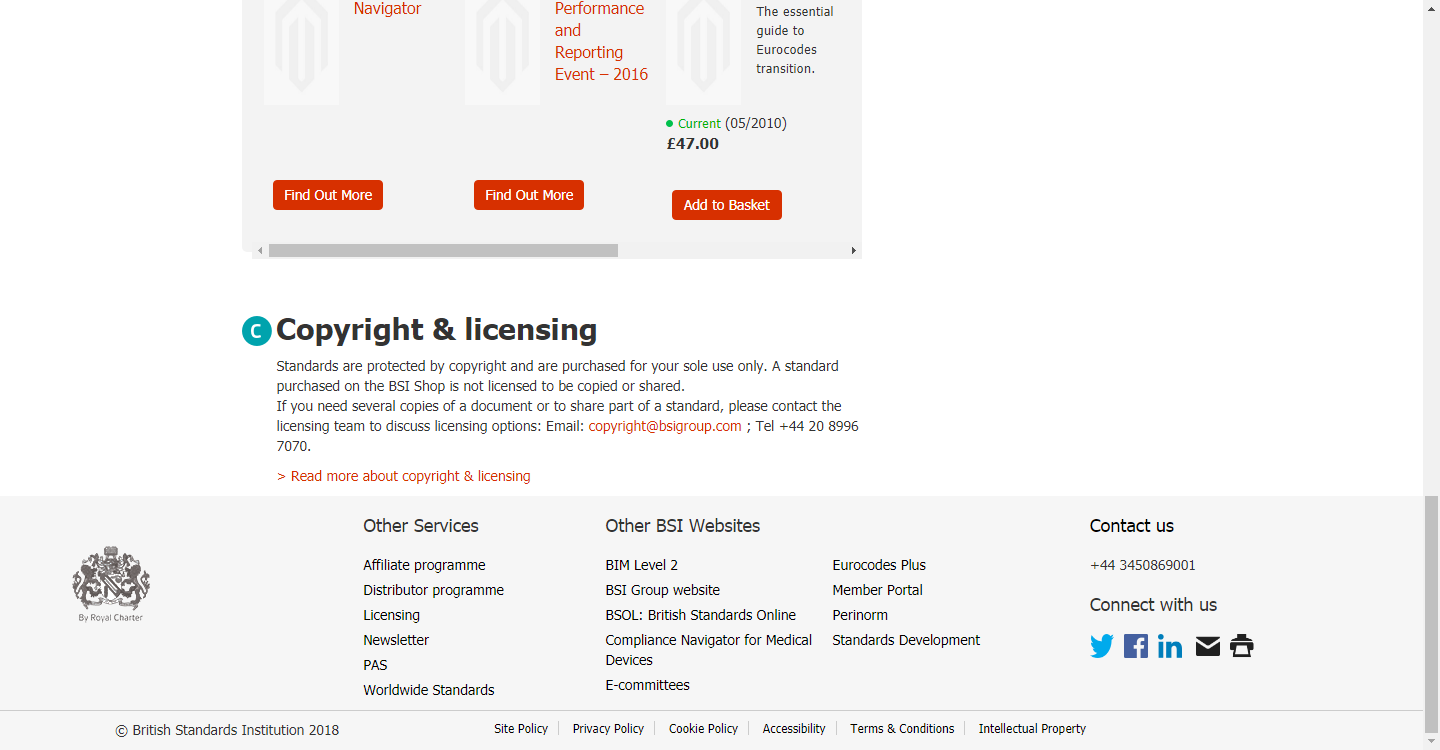 Navigator
Performance
and
Reporting
Event – 2016
The essential
guide to
Eurocodes
transition.
Current (05/2010)
£47.00
Find Out More
Find Out More
Add to Basket
C Copyright & licensing
Standards are protected by copyright and are purchased for your sole use only. A standard
purchased on the BSI Shop is not licensed to be copied or shared.
If you need several copies of a document or to share part of a standard, please contact the
licensing team to discuss licensing options: Email: copyright@bsigroup.com ; Tel +44 20 8996
7070.
> Read more about copyright & licensing
By Royal Charter
Other Services
Affiliate programme
Distributor programme
Licensing
Newsletter
PAS
Worldwide Standards
Other BSI Websites
BIM Level 2
BSI Group website
BSOL: British Standards Online
Compliance Navigator for Medical
Devices
E-committees
Eurocodes Plus
Member Portal
Perinorm
Standards Development
Contact us
+44 3450869001
Connect with us
© British Standards Institution 2018
Site Policy
Privacy Policy
Cookie Policy
Accessibility
Terms & Conditions
Intellectual Property